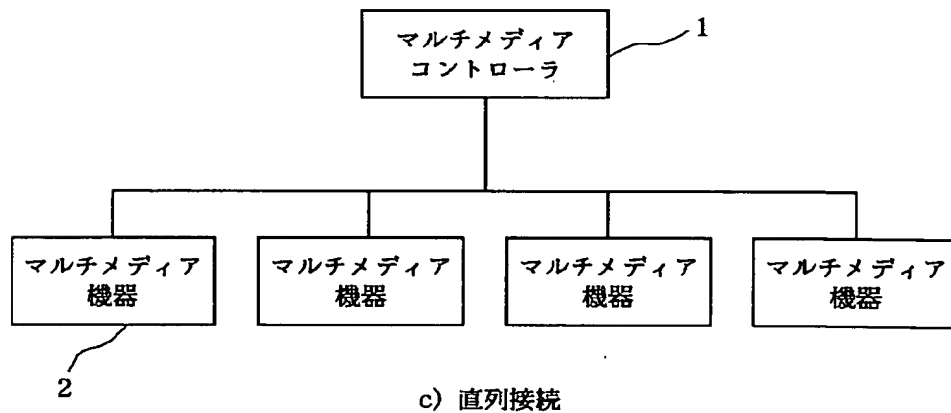 マルチメディア
コントローラ
1
マルチメディア
機器
マルチメディア
機器
マルチメディア
機器
マルチメディア
機器
2
c) 直列接続